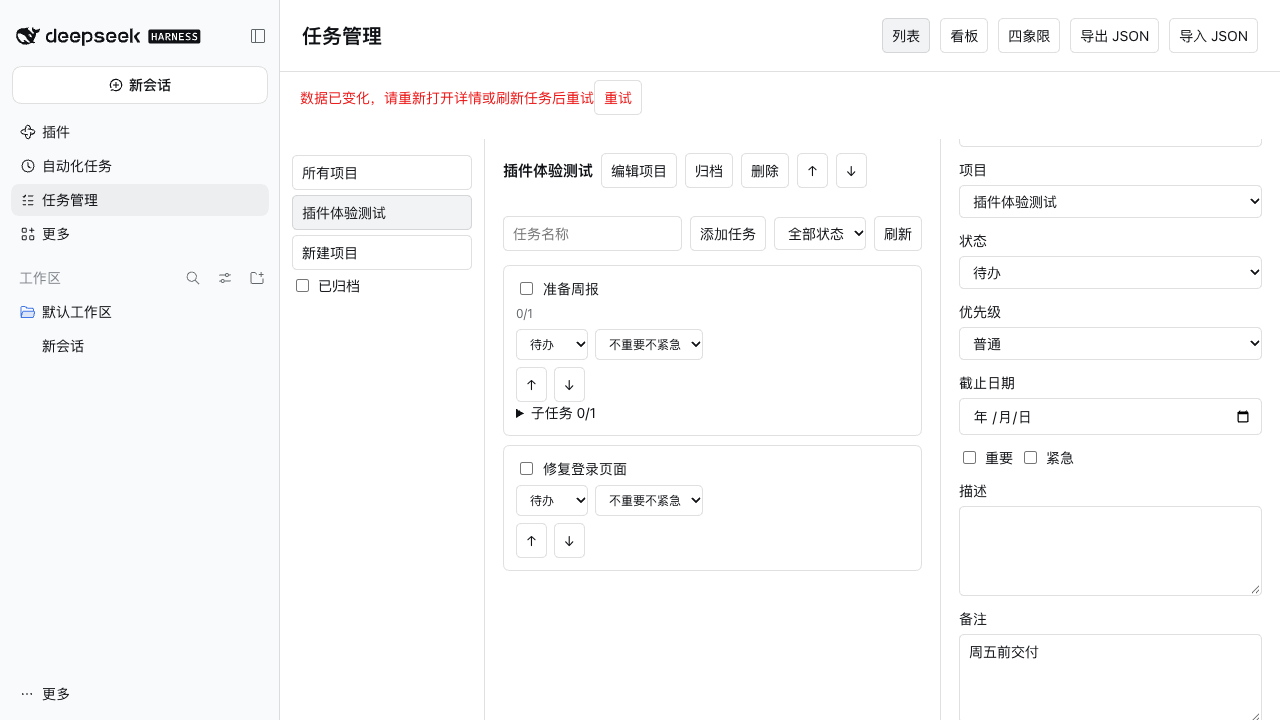 deepseek HARNESS
新会话
插件
自动化任务
任务管理
更多
工作区
默认工作区
新会话
更多
任务管理
列表
看板
四象限
导出 JSON
导入 JSON
数据已变化，请重新打开详情或刷新任务后重试
重试
所有项目
插件体验测试
新建项目
已归档
插件体验测试
编辑项目
归档
删除
↑
↓
任务名称
添加任务
全部状态
刷新
准备周报
0/1
待办
不重要不紧急
↑
↓
子任务 0/1
修复登录页面
待办
不重要不紧急
↑
↓
项目
插件体验测试
状态
待办
优先级
普通
截止日期
年 /月/日
重要
紧急
描述
备注
周五前交付